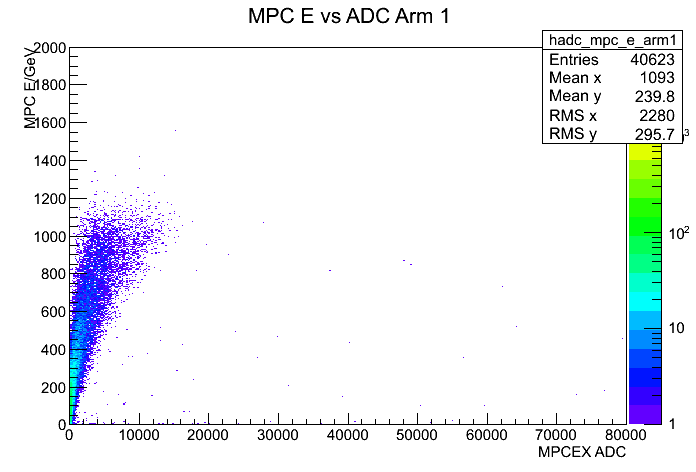 MPC E vs ADC Arm 1
hadc_mpc_e_arm1
Entries 40623
Mean x 1093
Mean y 239.8
RMS x 2280
RMS y 295.7
MPC E/GeV
2000
1800
1600
1400
1200
1000
800
600
400
200
0
0 10000 20000 30000 40000 50000 60000 70000 80000
MPCEX ADC
3
10²
10
1